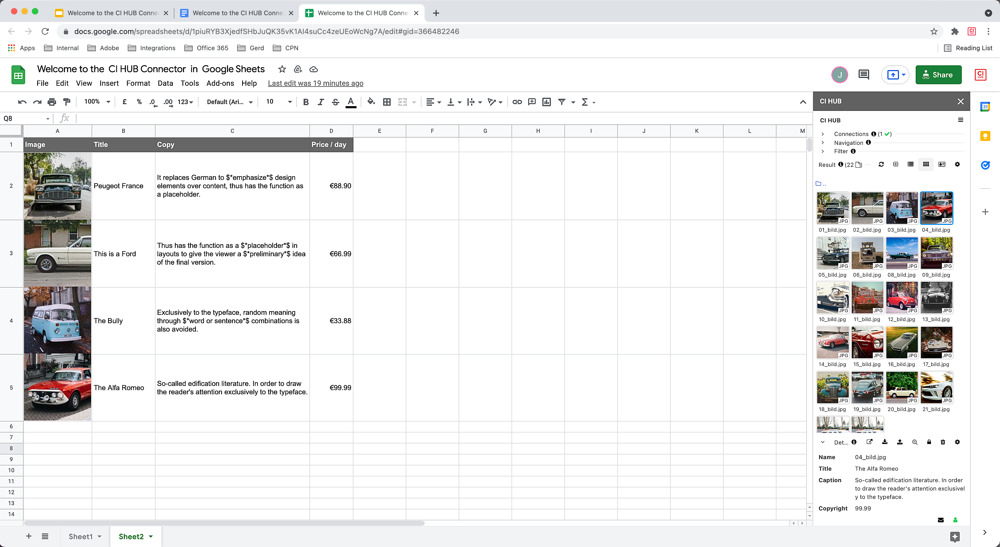 Welcome to the CI HUB Conne
Welcome to the CI HUB Conne
Welcome to the CI HUB Conne
docs.google.com/spreadsheets/d/1piuRYB3XjedfSHbJuQK35vK1AI4suCc4zeUEoWcNg7A/edit#gid=366482246
CI HUB
Apps Internal Adobe Integrations Office 365 Gerd CPN Reading List
Welcome to the CI HUB Connector in Google Sheets
File Edit View Insert Format Data Tools Add-ons Help Last edit was 19 minutes ago
J Share CI HUB
100% £ % .0 .00 123 Default (Ari... 10 B I S A Σ
Q8 fx
A B C D E F G H I J K L M
1 Image Title Copy Price / day
2 Peugeot France
It replaces German to $*emphasize*$ design
elements over content, thus has the function as
a placeholder.
€88.90
3 This is a Ford
Thus has the function as a $*placeholder*$ in
layouts to give the viewer a $*preliminary*$ idea
of the final version.
€66.99
4 The Bully
Exclusively to the typeface, random meaning
through $*word or sentence*$ combinations is
also avoided.
€33.88
5 The Alfa Romeo
So-called edification literature. In order to draw
the reader's attention exclusively to the typeface.
€99.99
6
7
8
9
10
11
12
13
14
Sheet1 Sheet2
CI HUB
CI HUB
Connections (1 )
Navigation
Filter
Result (22 )
..
JPG JPG JPG JPG
01_bild.jpg 02_bild.jpg 03_bild.jpg 04_bild.jpg
JPG JPG JPG JPG
05_bild.jpg 06_bild.jpg 08_bild.jpg 09_bild.jpg
JPG JPG JPG JPG
10_bild.jpg 11_bild.jpg 12_bild.jpg 13_bild.jpg
JPG JPG JPG JPG
14_bild.jpg 15_bild.jpg 16_bild.jpg 17_bild.jpg
JPG JPG JPG JPG
18_bild.jpg 19_bild.jpg 20_bild.jpg 21_bild.jpg
Det...
Name 04_bild.jpg
Title The Alfa Romeo
Caption So-called edification literature. In order
to draw the reader's attention exclusivel
y to the typeface.
Copyright 99.99
31